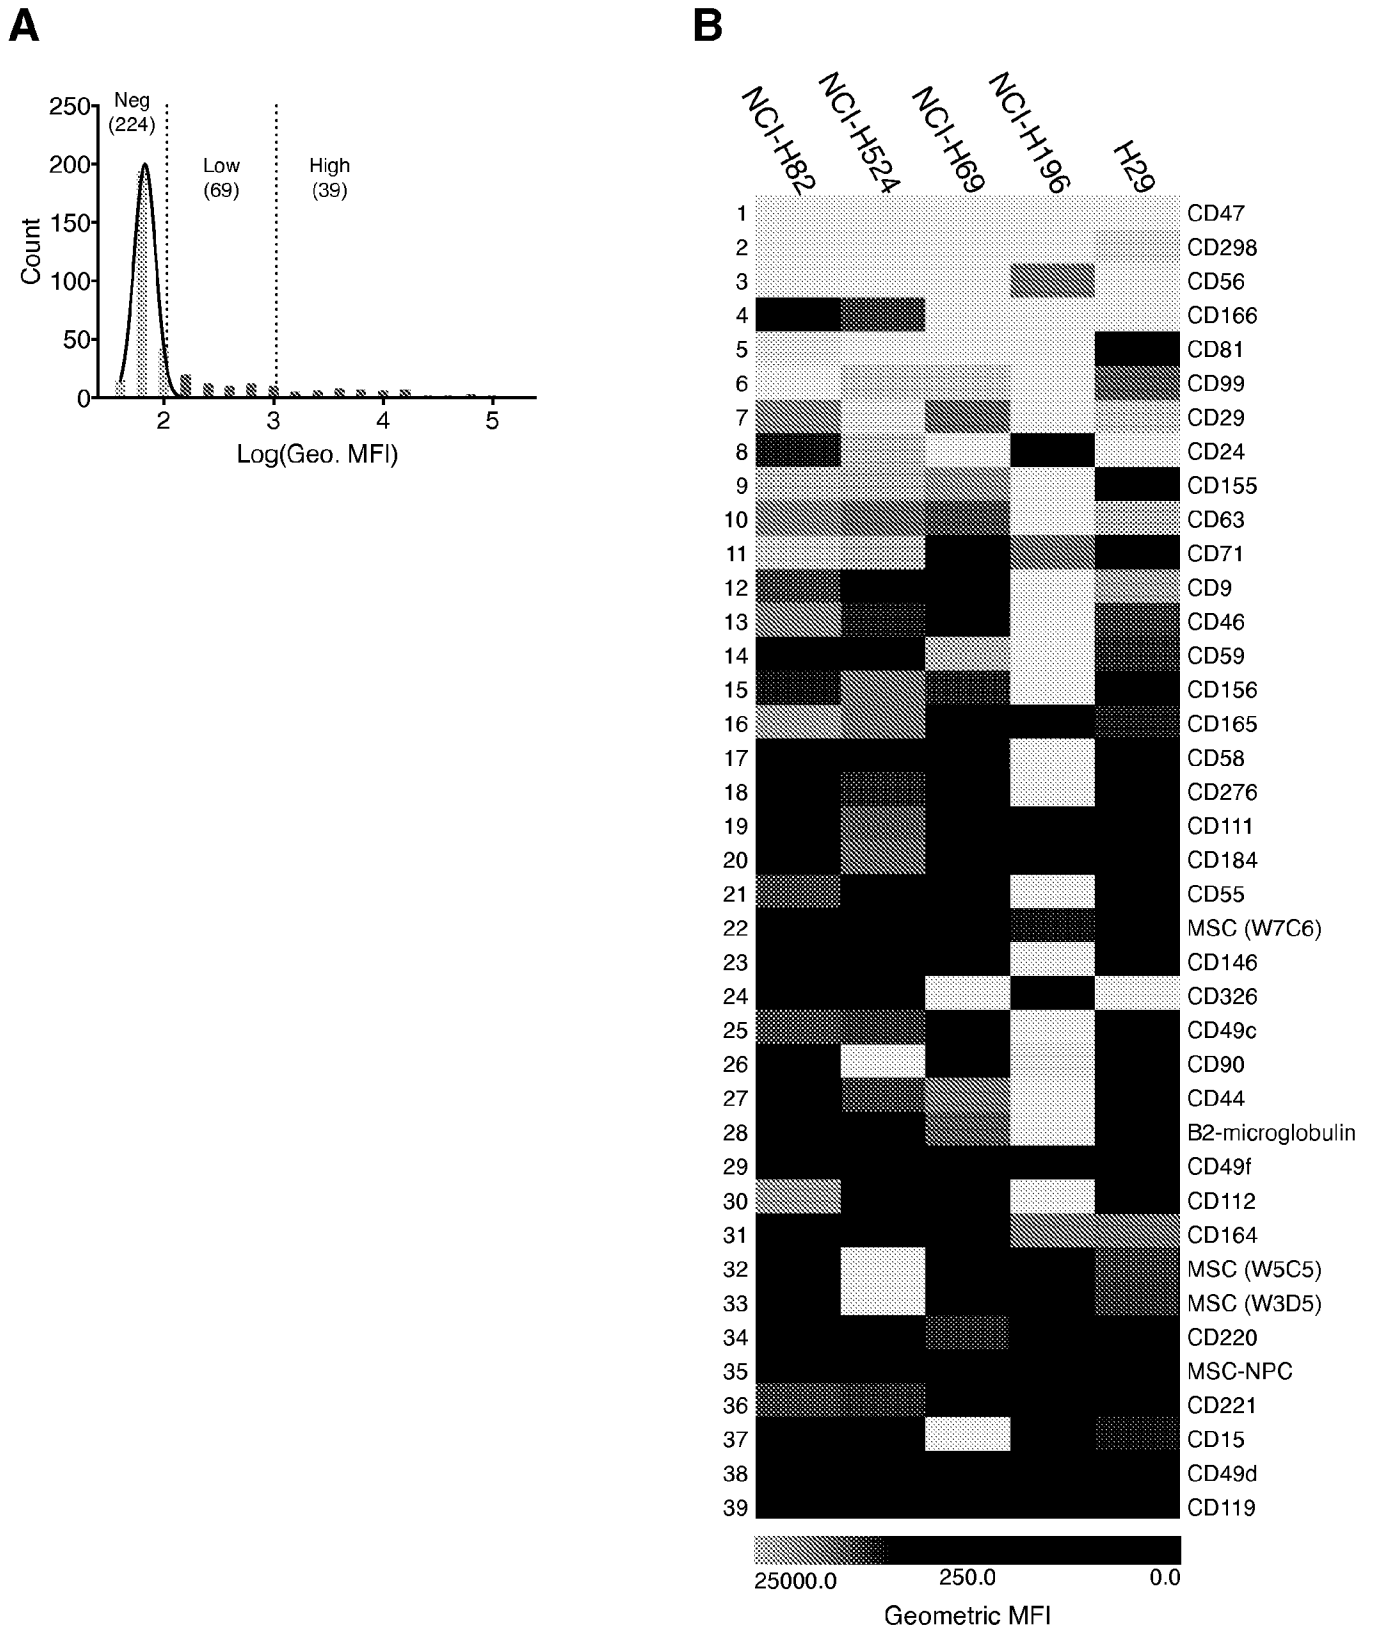 A
B
250
200
150
100
50
0
Count
Neg
(224)
Low
(69)
High
(39)
2
3
4
5
Log(Geo. MFI)
NCI-H82
NCI-H524
NCI-H69
NCI-H196
H29
1 CD47
2 CD298
3 CD56
4 CD166
5 CD81
6 CD99
7 CD29
8 CD24
9 CD155
10 CD63
11 CD71
12 CD9
13 CD46
14 CD59
15 CD156
16 CD165
17 CD58
18 CD276
19 CD111
20 CD184
21 CD55
22 MSC (W7C6)
23 CD146
24 CD326
25 CD49c
26 CD90
27 CD44
28 B2-microglobulin
29 CD49f
30 CD112
31 CD164
32 MSC (W5C5)
33 MSC (W3D5)
34 CD220
35 MSC-NPC
36 CD221
37 CD15
38 CD49d
39 CD119
25000.0 250.0 0.0
Geometric MFI